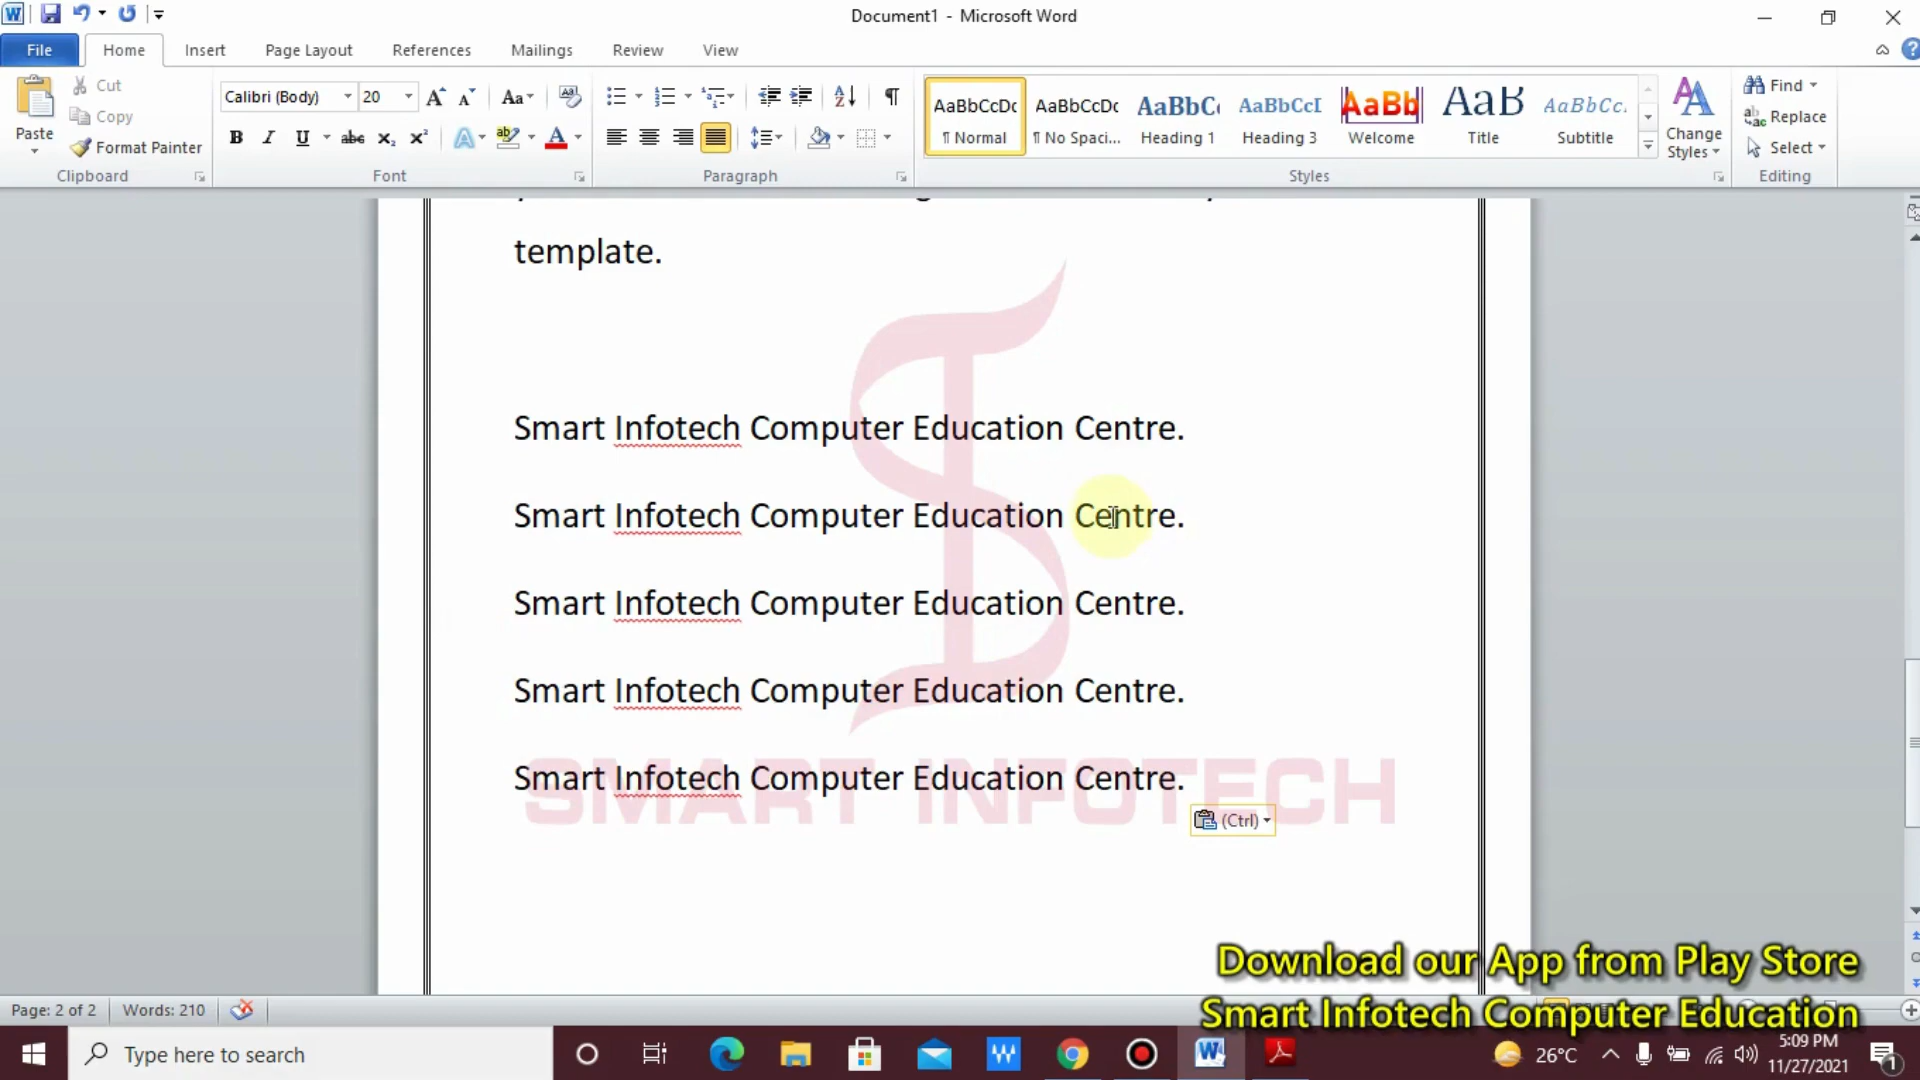 Document1 - Microsoft Word
File Home Insert Page Layout References Mailings Review View
Paste
Cut
Copy
Format Painter
Clipboard
Calibri (Body) 20
Font
Paragraph
AaBbCcDc AaBbCcDc AaBbC AaBbCcI AaBb AaB AaBbCc.
¶ Normal ¶ No Spaci... Heading 1 Heading 3 Welcome Title Subtitle
Styles
Change Styles
Find
Replace
Select
Editing
template.
Smart Infotech Computer Education Centre.
Smart Infotech Computer Education Centre.
Smart Infotech Computer Education Centre.
Smart Infotech Computer Education Centre.
Smart Infotech Computer Education Centre.
SMART INFOTECH
(Ctrl)
Download our App from Play Store
Smart Infotech Computer Education
Page: 2 of 2 Words: 210
Type here to search
26°C
5:09 PM
11/27/2021
1